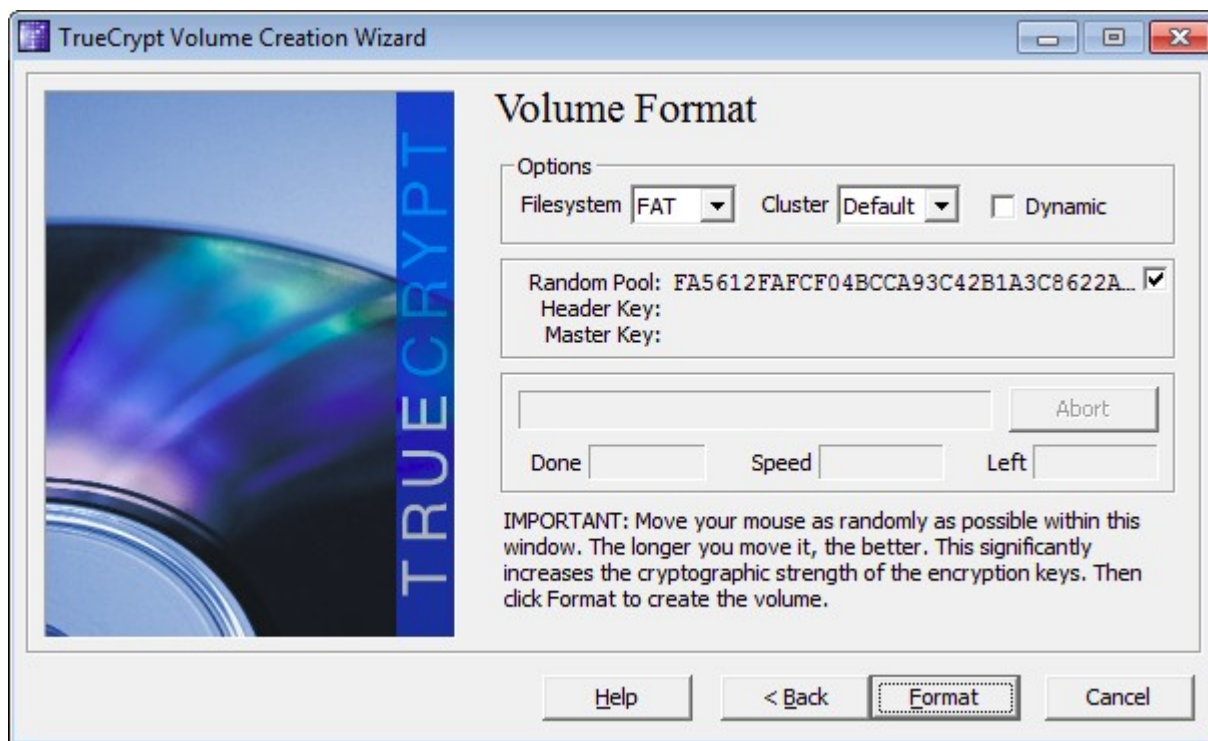 TrueCrypt Volume Creation Wizard
TRUECRYPT
Volume Format
Options
Filesystem FAT Cluster Default Dynamic
Random Pool: FA5612FAFCF04BCCA93C42B1A3C8622A...
Header Key:
Master Key:
Abort
Done Speed Left
IMPORTANT: Move your mouse as randomly as possible within this
window. The longer you move it, the better. This significantly
increases the cryptographic strength of the encryption keys. Then
click Format to create the volume.
Help < Back Format Cancel